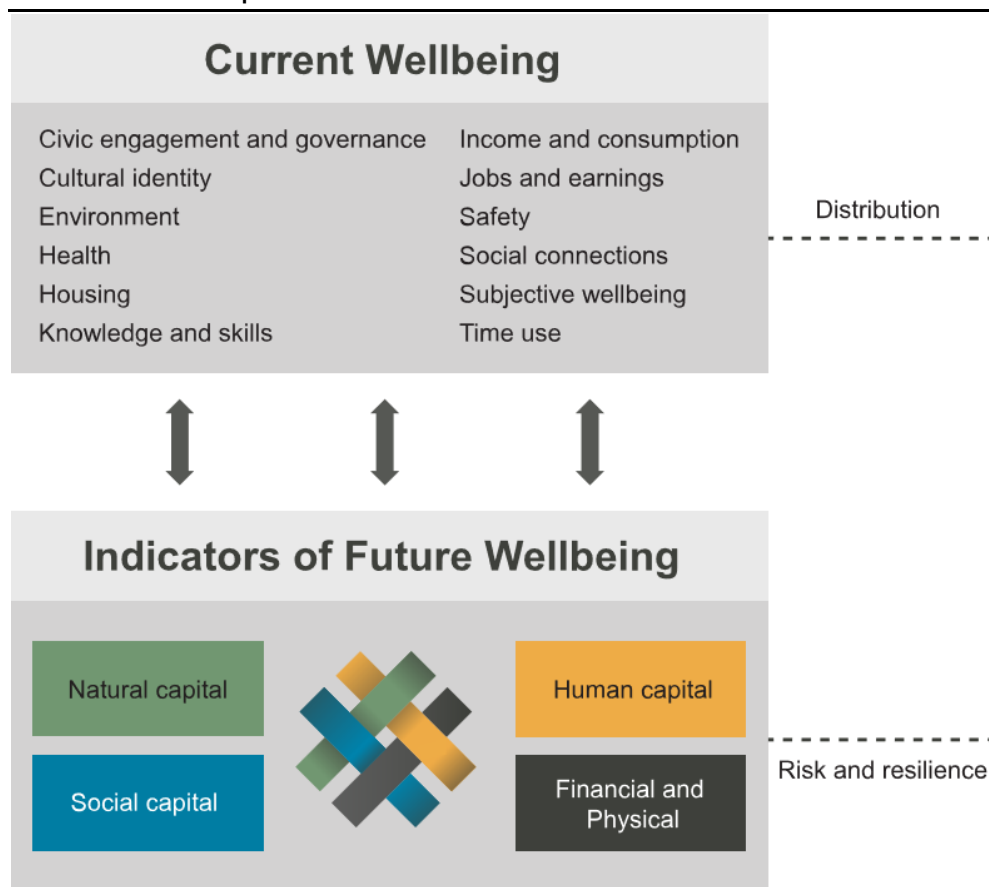 Current Wellbeing
Civic engagement and governance
Cultural identity
Environment
Health
Housing
Knowledge and skills
Income and consumption
Jobs and earnings
Safety
Social connections
Subjective wellbeing
Time use
Distribution
Indicators of Future Wellbeing
Natural capital
Social capital
Human capital
Financial and
Physical
Risk and resilience